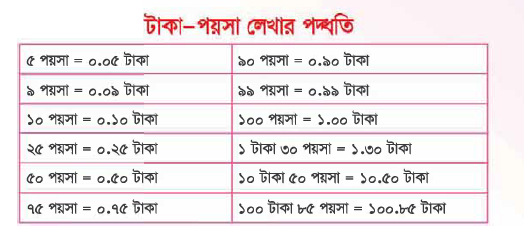 টাকা-পয়সা লেখার পদ্ধতি
৫ পয়সা = ০.০৫ টাকা
৯০ পয়সা = ০.৯০ টাকা
৯ পয়সা = ০.০৯ টাকা
৯৯ পয়সা = ০.৯৯ টাকা
১০ পয়সা = ০.১০ টাকা
১০০ পয়সা = ১.০০ টাকা
২৫ পয়সা = ০.২৫ টাকা
১ টাকা ৩০ পয়সা = ১.৩০ টাকা
৫০ পয়সা = ০.৫০ টাকা
১০ টাকা ৫০ পয়সা = ১০.৫০ টাকা
৭৫ পয়সা = ০.৭৫ টাকা
১০০ টাকা ৮৫ পয়সা = ১০০.৮৫ টাকা